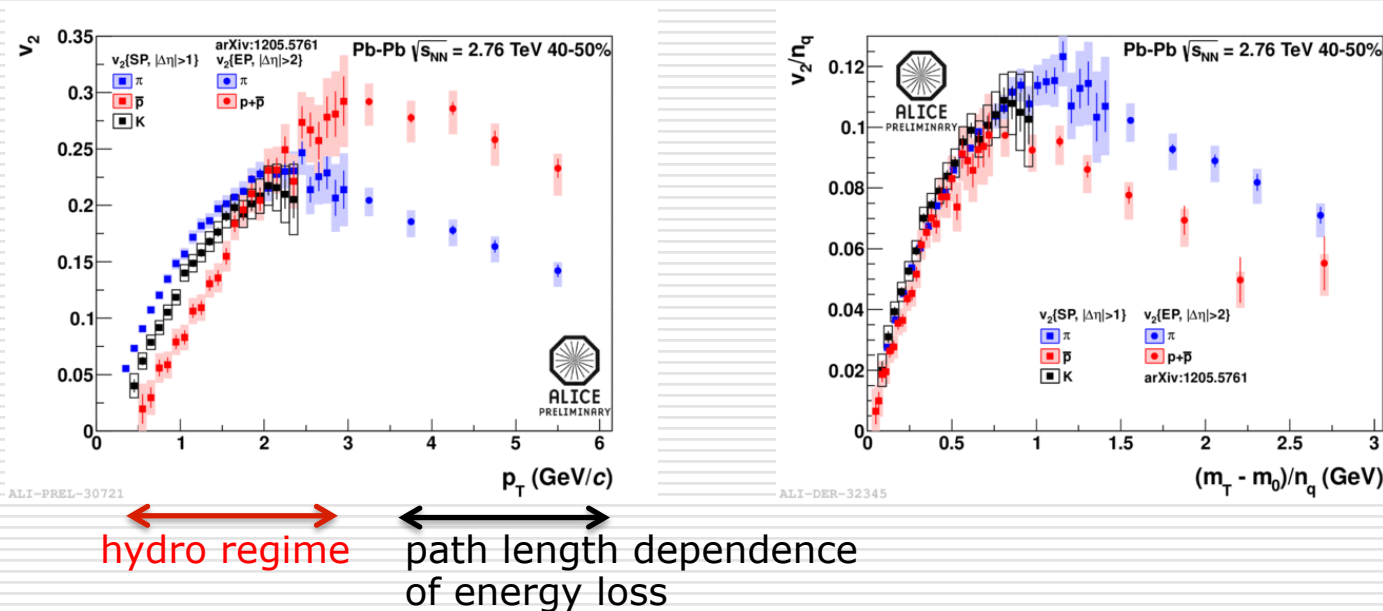 v₂
0.35
0.3
0.25
0.2
0.15
0.1
0.05
0
v₂{SP, |Δη|>1}
π
p̅
K
arXiv:1205.5761
v₂{EP, |Δη|>2}
π
p+p̅
Pb-Pb √sNN = 2.76 TeV 40-50%
ALICE
PRELIMINARY
0 1 2 3 4 5 6
pT (GeV/c)
ALI-PREL-30721
hydro regime
path length dependence
of energy loss
v₂/nq
0.12
0.1
0.08
0.06
0.04
0.02
0
Pb-Pb √sNN = 2.76 TeV 40-50%
ALICE
PRELIMINARY
v₂{SP, |Δη|>1}
π
p̅
K
v₂{EP, |Δη|>2}
π
p+p̅
arXiv:1205.5761
0 0.5 1 1.5 2 2.5 3
(mT - m0)/nq (GeV)
ALI-DER-32345